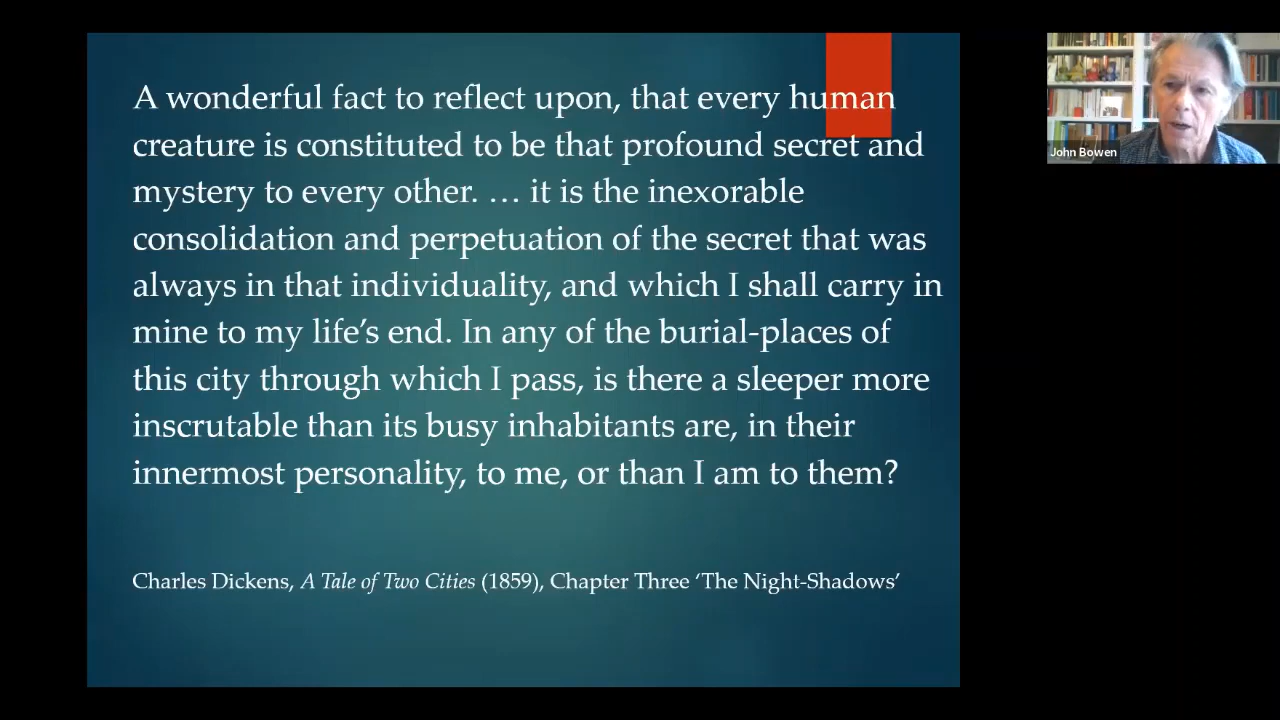 A wonderful fact to reflect upon, that every human
creature is constituted to be that profound secret and
mystery to every other. … it is the inexorable
consolidation and perpetuation of the secret that was
always in that individuality, and which I shall carry in
mine to my life’s end. In any of the burial-places of
this city through which I pass, is there a sleeper more
inscrutable than its busy inhabitants are, in their
innermost personality, to me, or than I am to them?
Charles Dickens, A Tale of Two Cities (1859), Chapter Three ‘The Night-Shadows’
John Bowen